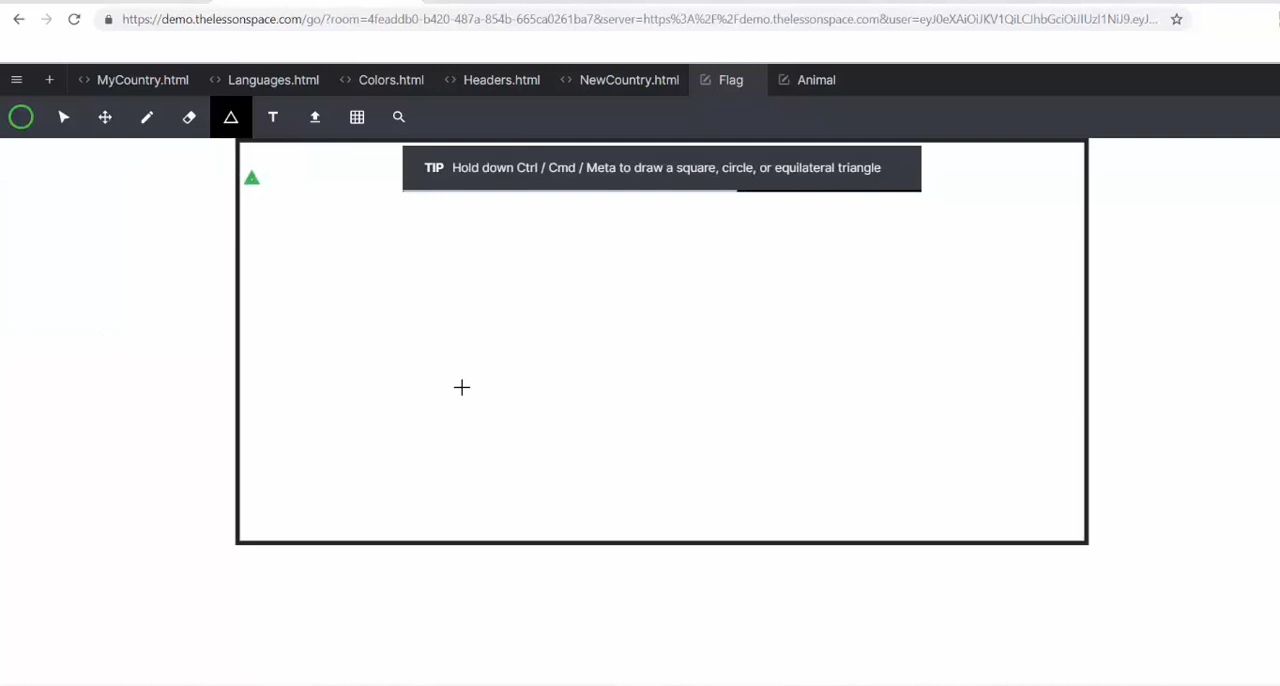 https://demo.thelessonspace.com/go/?room=4feaddb0-b420-487a-854b-665ca0261ba7&server=https%3A%2F%2Fdemo.thelessonspace.com&user=eyJ0eXAiOiJKV1QiLCJhbGciOiJIUzI1NiJ9.eyJ...
MyCountry.html Languages.html Colors.html Headers.html NewCountry.html Flag Animal
T
TIP Hold down Ctrl / Cmd / Meta to draw a square, circle, or equilateral triangle